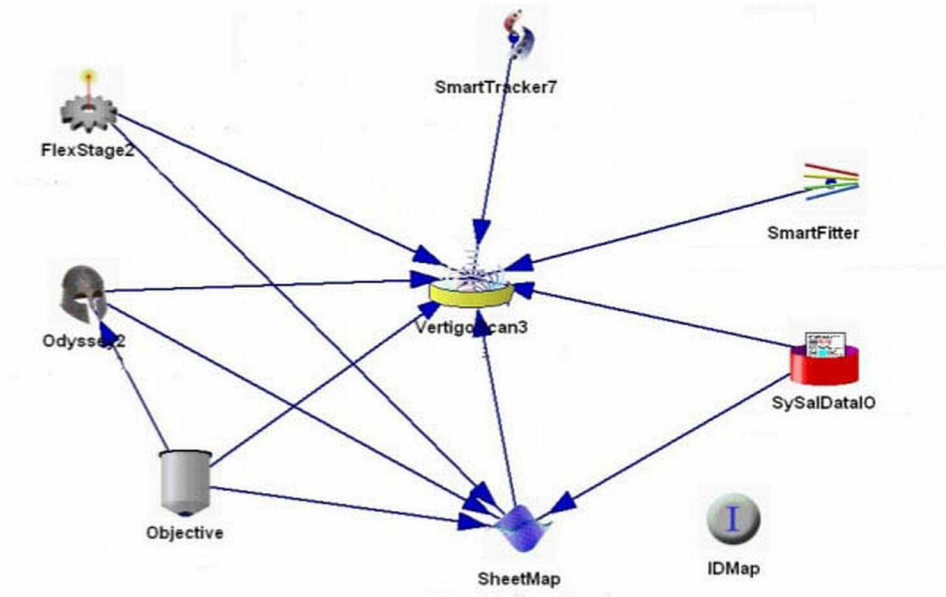 SmartTracker7
FlexStage2
SmartFitter
VertigoScan3
Odyssey2
SySalDataIO
Objective
I
IDMap
SheetMap